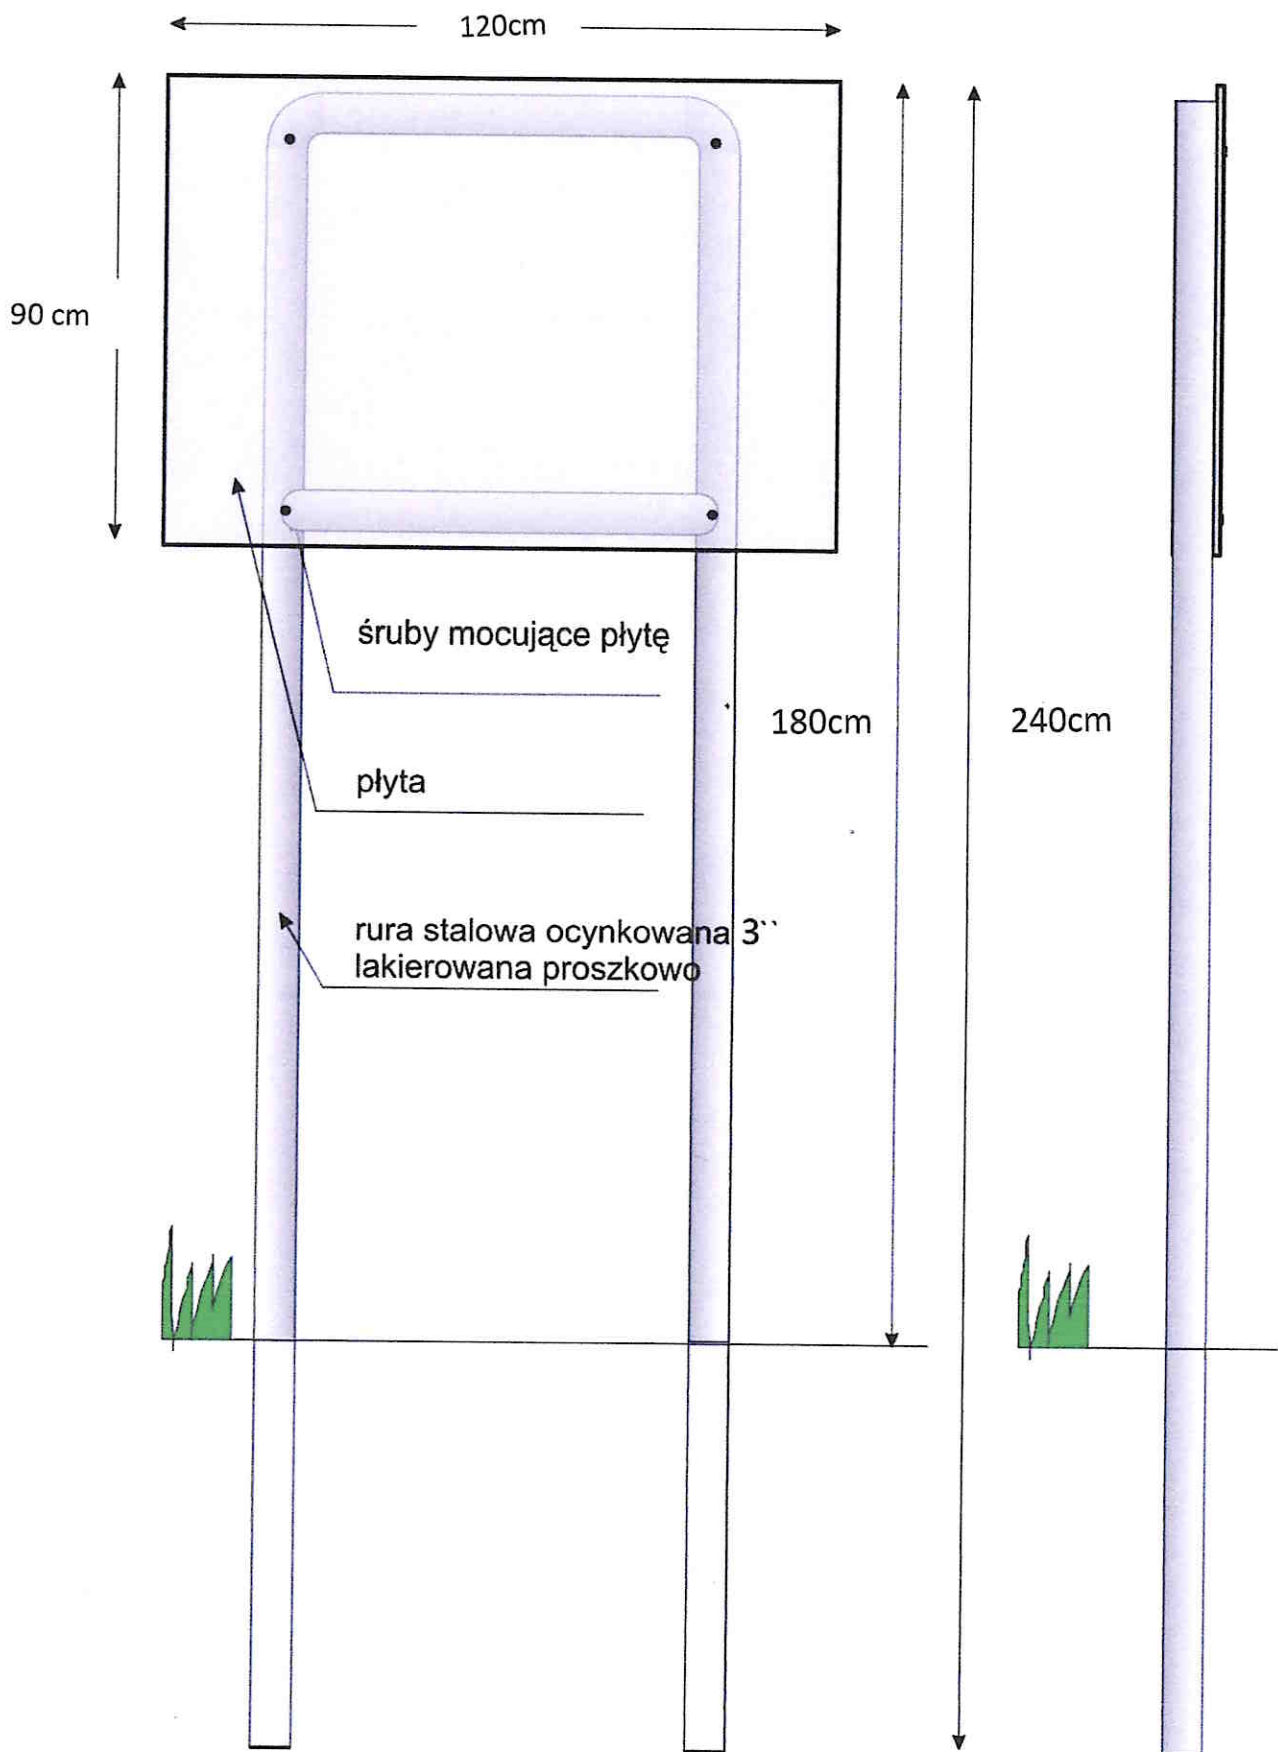 120cm
90 cm
śruby mocujące płytę
180cm
240cm
płyta
rura stalowa ocynkowana 3``
lakierowana proszkowo